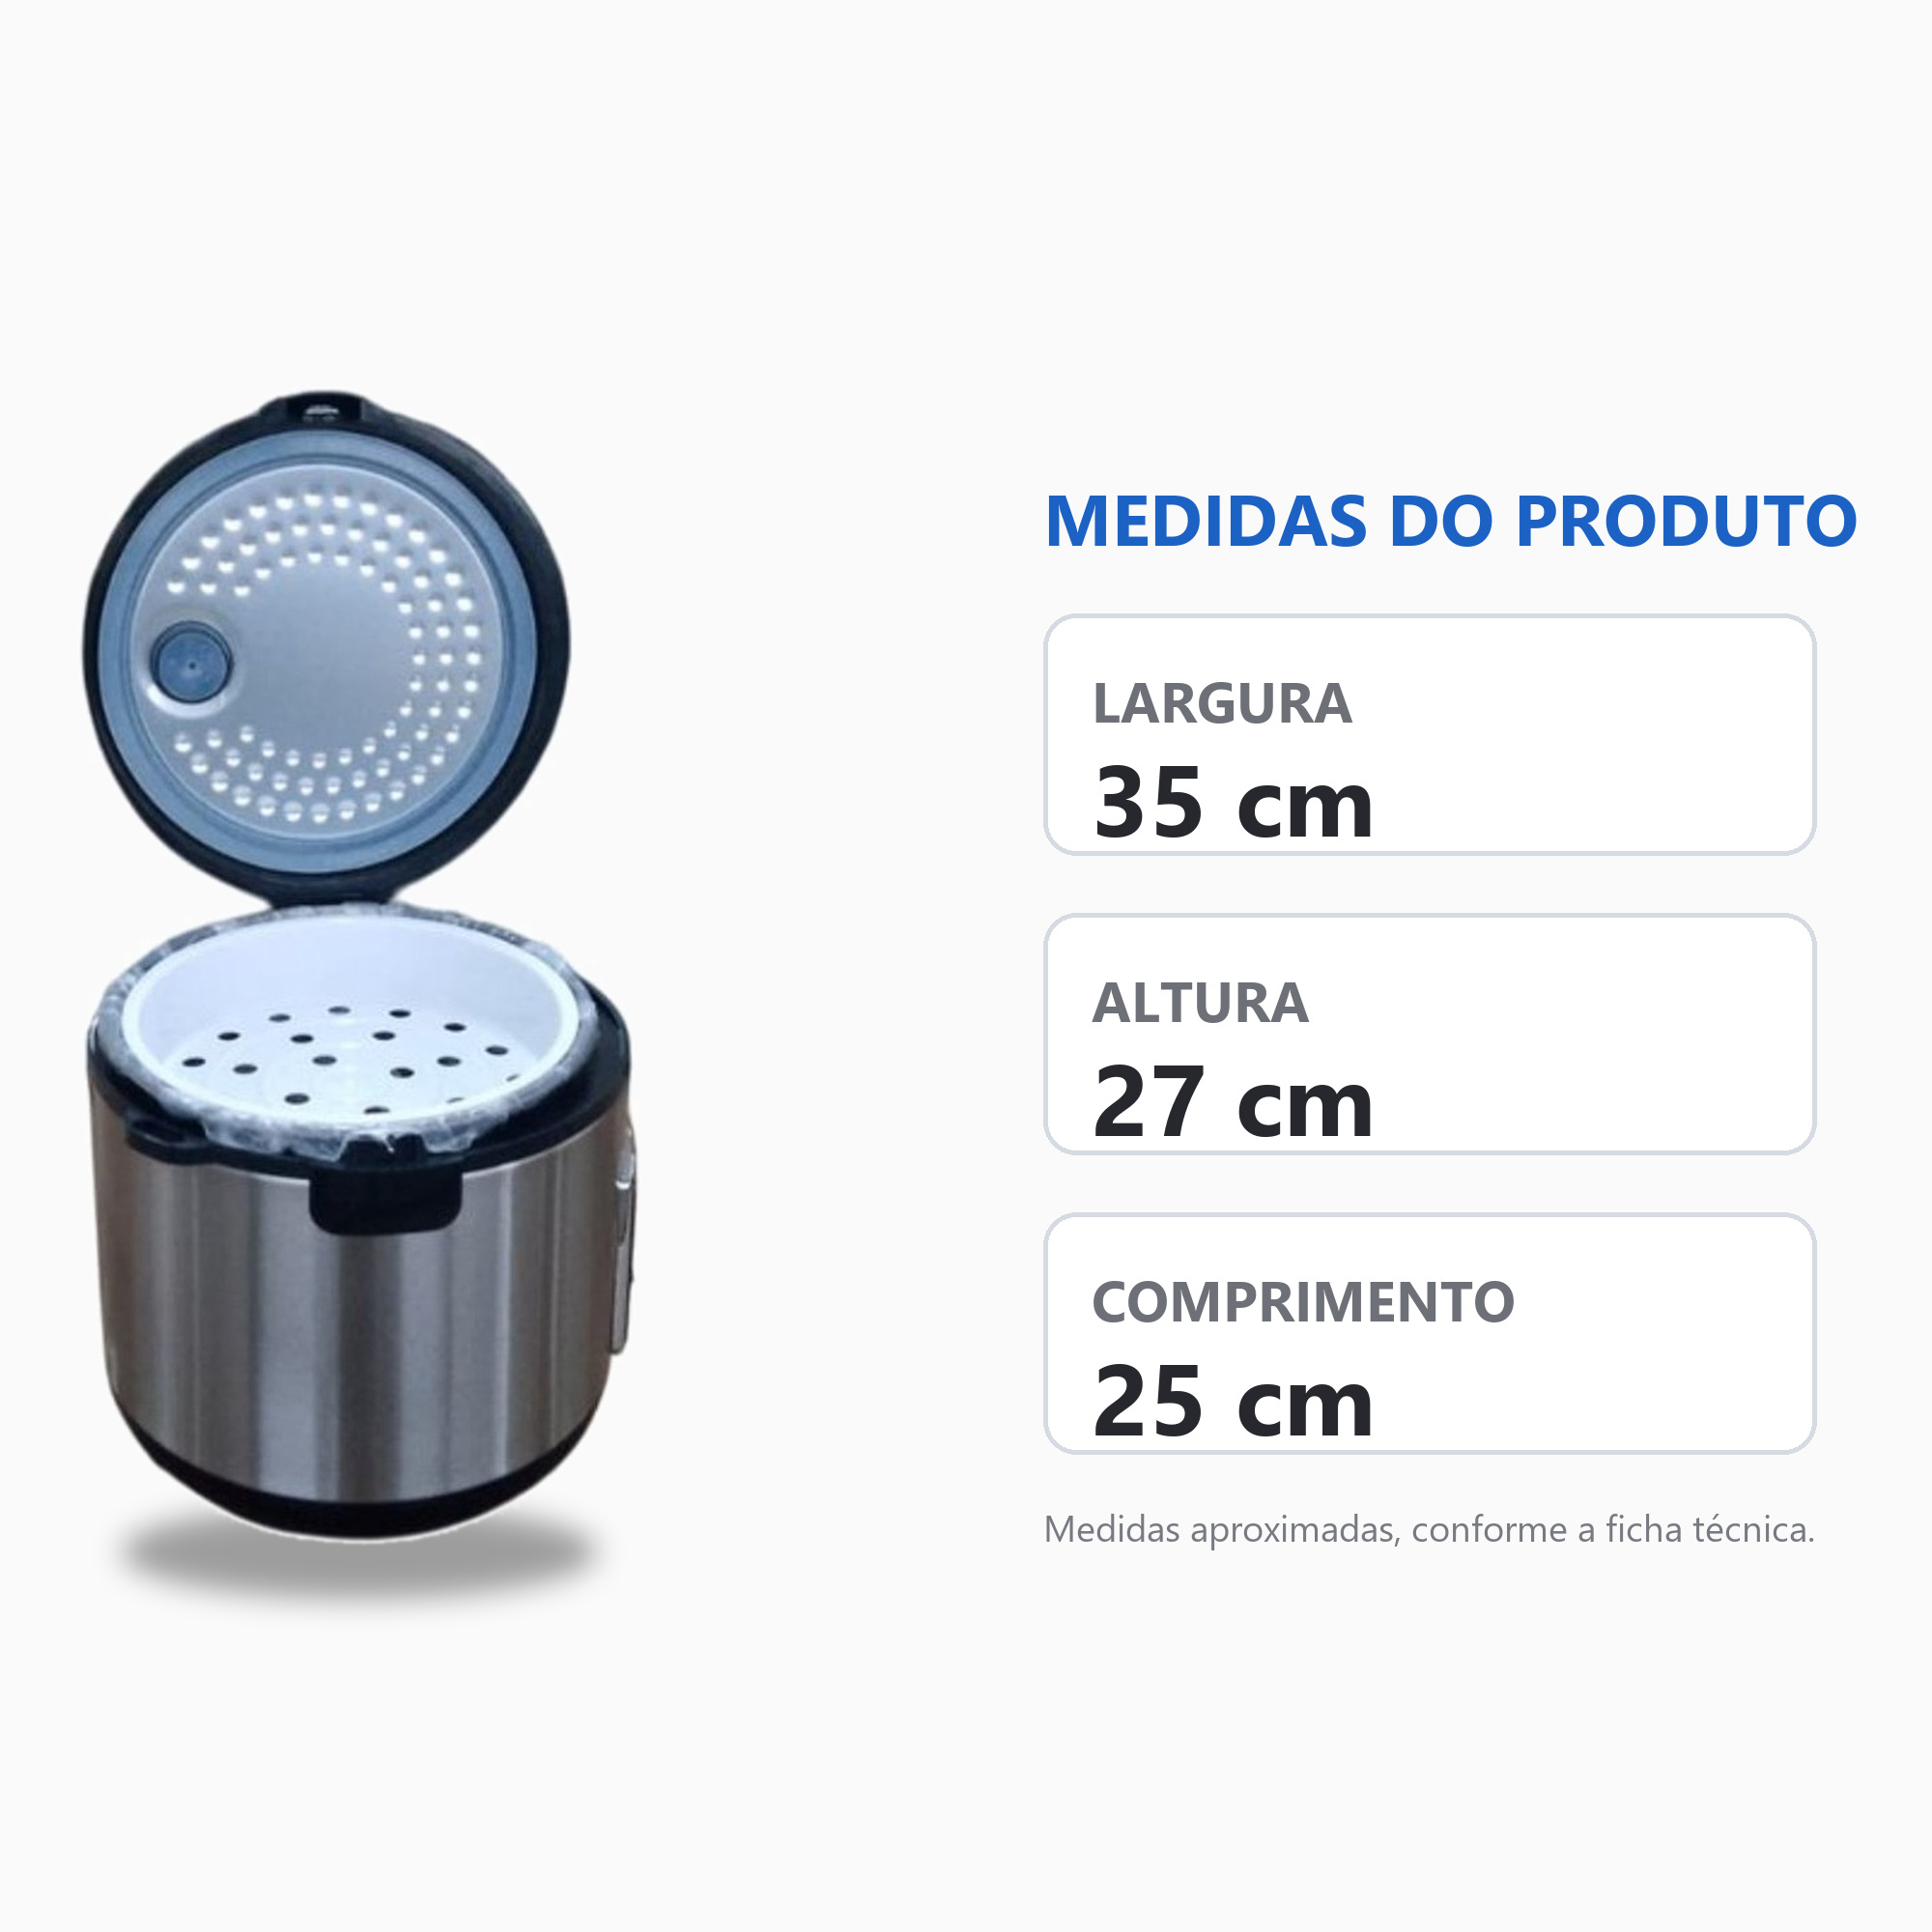 MEDIDAS DO PRODUTO
LARGURA
35 cm
ALTURA
27 cm
COMPRIMENTO
25 cm
Medidas aproximadas, conforme a ficha técnica.